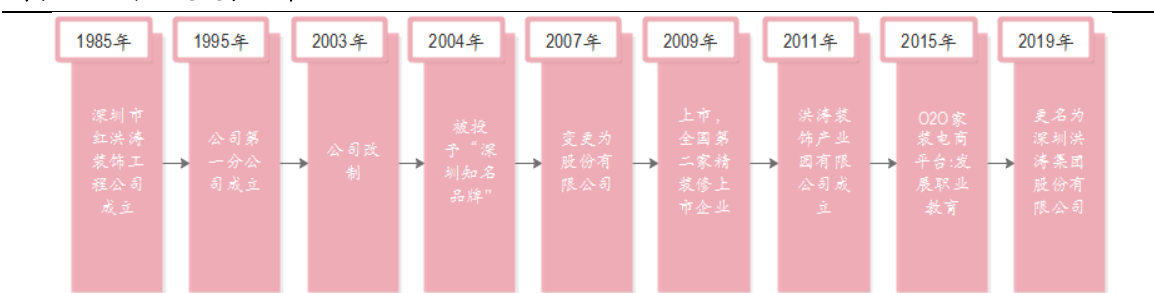 1985年
深圳市
红洪涛
装饰工
程公司
成立
1995年
公司第
一分公
司成立
2003年
公司改
制
2004年
被授
予“深
圳知名
品牌”
2007年
变更为
股份有
限公司
2009年
上市，
全国第
二家精
装修上
市企业
2011年
洪涛装
饰产业
园有限
公司成
立
2015年
O2O家
装电商
平台;发
展职业
教育
2019年
更名为
深圳洪
涛集团
股份有
限公司